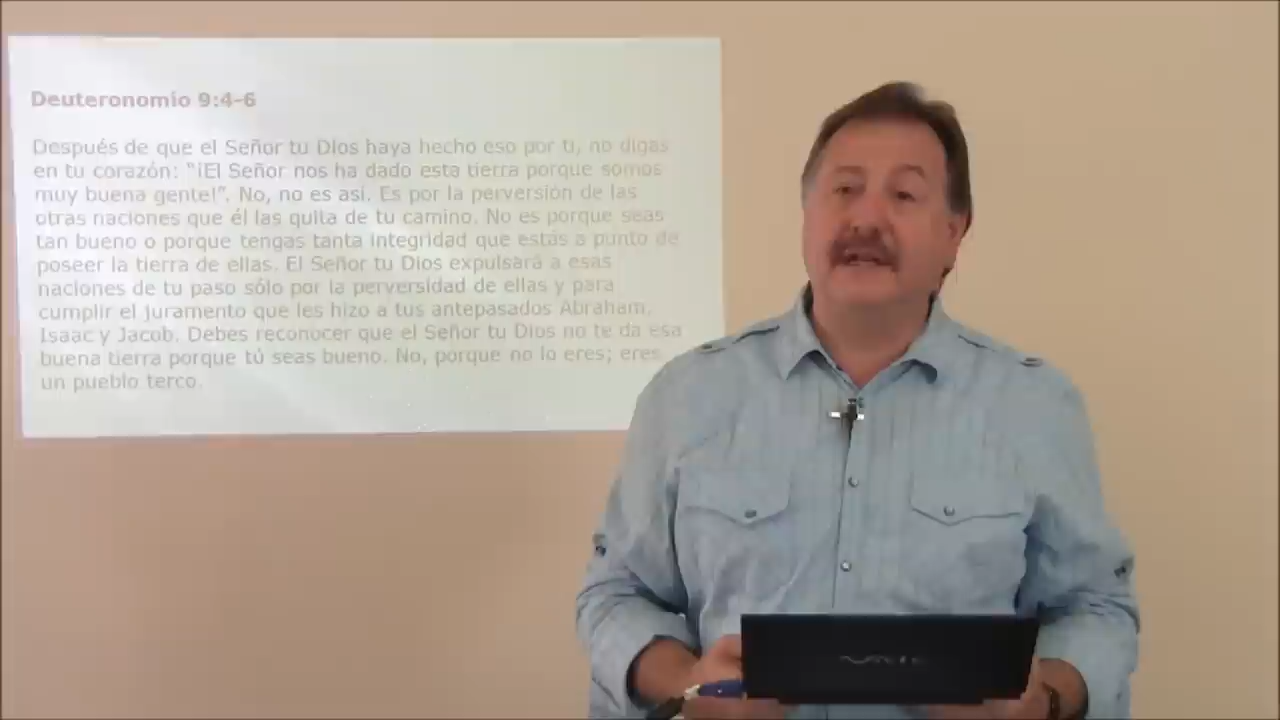 Deuteronomio 9:4-6
Después de que el Señor tu Dios haya hecho eso por ti, no digas
en tu corazón: “¡El Señor nos ha dado esta tierra porque somos
muy buena gente!”. No, no es así. Es por la perversión de las
otras naciones que él las quita de tu camino. No es porque seas
tan bueno o porque tengas tanta integridad que estás a punto de
poseer la tierra de ellas. El Señor tu Dios expulsará a esas
naciones de tu paso sólo por la perversidad de ellas y para
cumplir el juramento que les hizo a tus antepasados Abraham,
Isaac y Jacob. Debes reconocer que el Señor tu Dios no te da esa
buena tierra porque tú seas bueno. No, porque no lo eres; eres
un pueblo terco.
VAIO